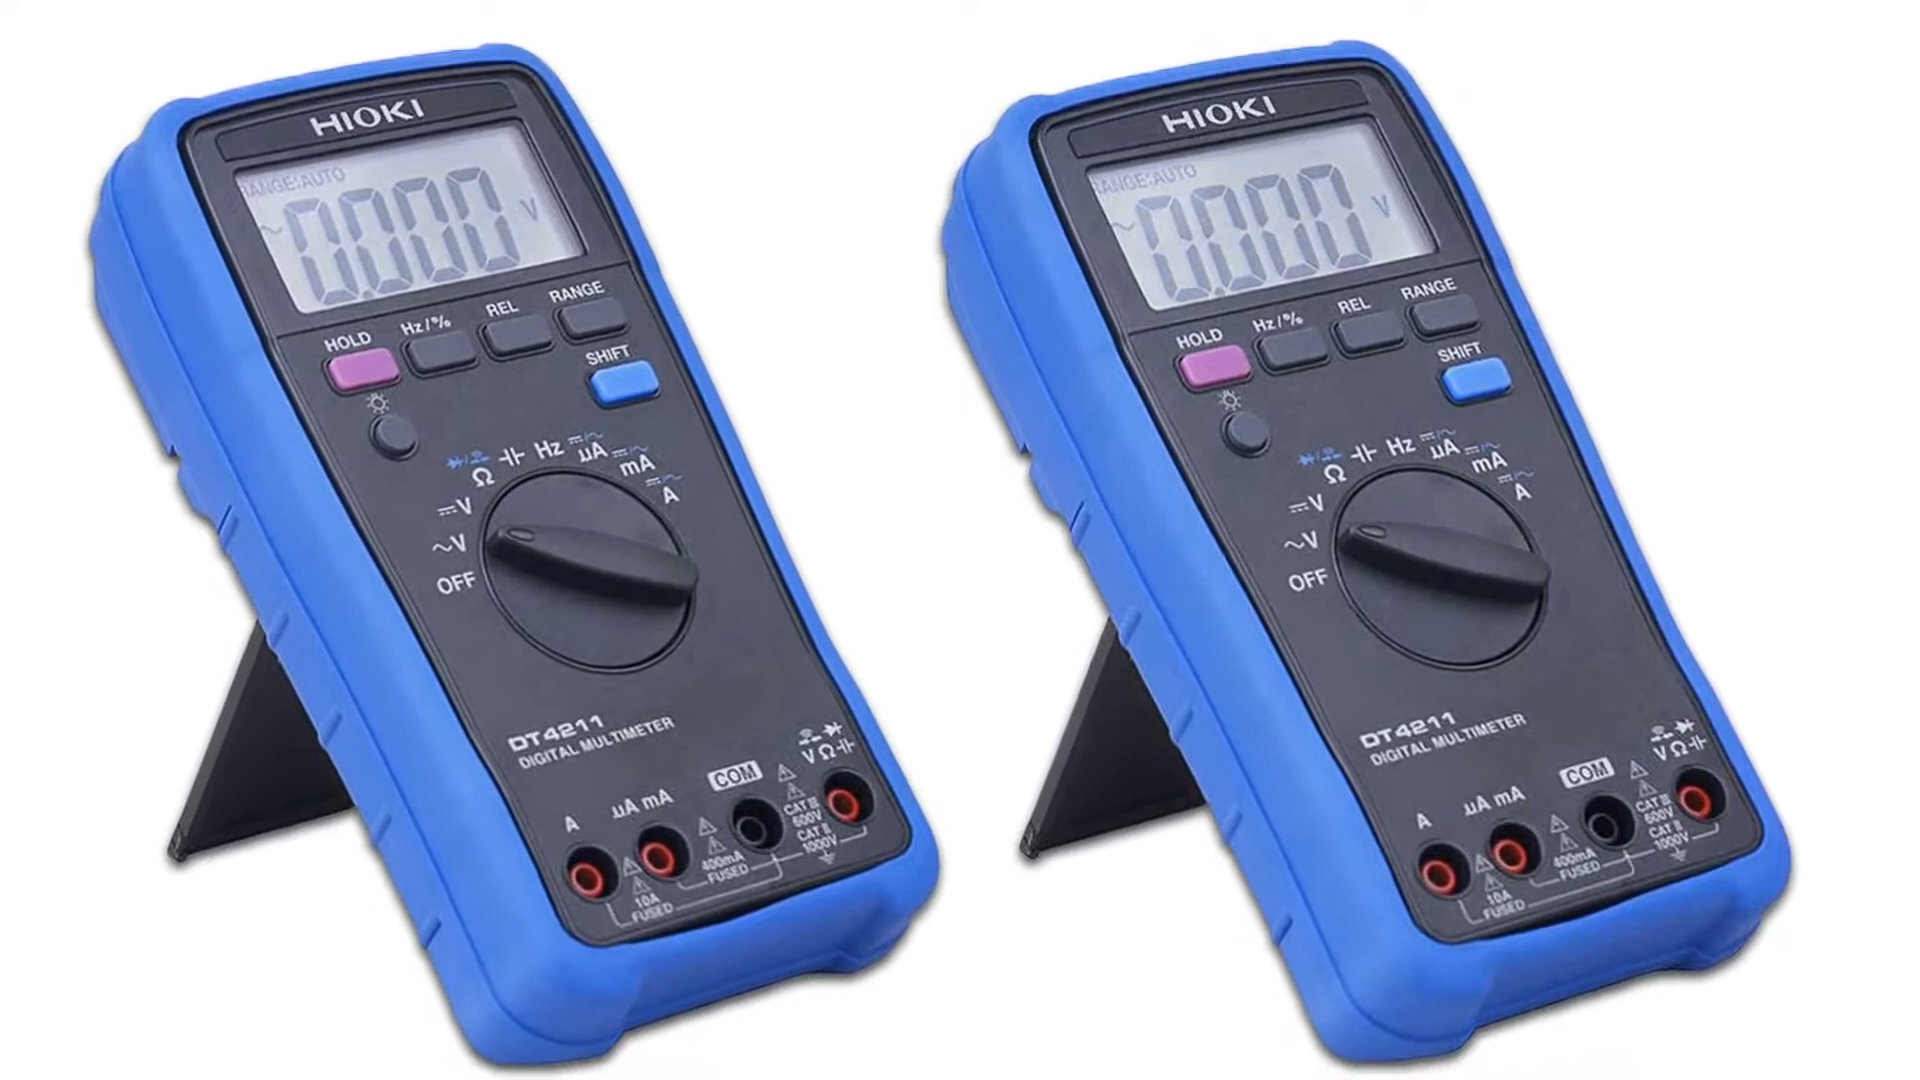 HIOKI
RANGE:AUTO
~ 0.000 V
HOLD Hz/% REL RANGE
SHIFT
Ω Hz µA mA A
V
~V
OFF
DT4211
DIGITAL MULTIMETER
A µA mA COM V Ω
CAT III
600V
CAT II
1000V
400mA
FUSED
10A
FUSED
HIOKI
RANGE:AUTO
~ 0.000 V
HOLD Hz/% REL RANGE
SHIFT
Ω Hz µA mA A
V
~V
OFF
DT4211
DIGITAL MULTIMETER
A µA mA COM V Ω
CAT III
600V
CAT II
1000V
400mA
FUSED
10A
FUSED